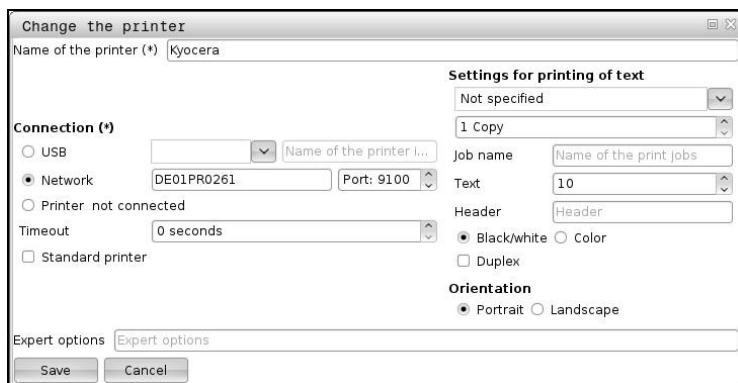 Change the printer
Name of the printer (*) Kyocera
Settings for printing of text
Not specified
Connection (*)
1 Copy
USB Name of the printer i...
Job name Name of the print jobs
Network DE01PR0261 Port: 9100
Text 10
Printer not connected
Header Header
Timeout 0 seconds
Black/white Color
Standard printer
Duplex
Orientation
Portrait Landscape
Expert options Expert options
Save Cancel